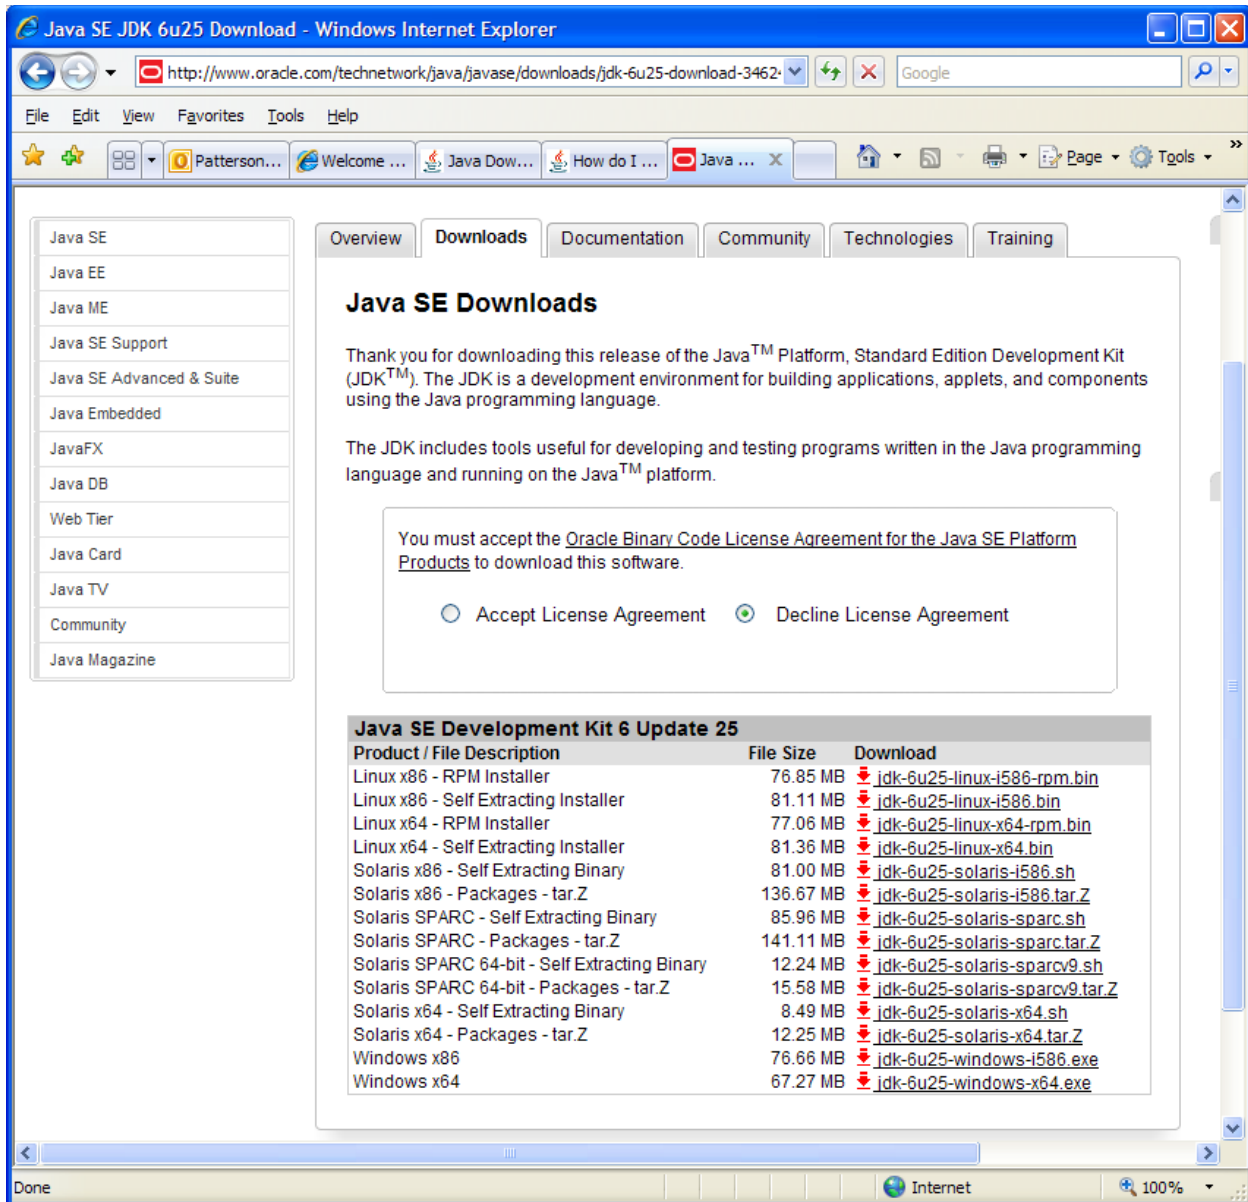 Java SE JDK 6u25 Download - Windows Internet Explorer
http://www.oracle.com/technetwork/java/javase/downloads/jdk-6u25-download-3462
Google
File Edit View Favorites Tools Help
Patterson... Welcome ... Java Dow... How do I ... Java ... X Page Tools »
Java SE
Java EE
Java ME
Java SE Support
Java SE Advanced & Suite
Java Embedded
JavaFX
Java DB
Web Tier
Java Card
Java TV
Community
Java Magazine
Overview Downloads Documentation Community Technologies Training
Java SE Downloads
Thank you for downloading this release of the Java™ Platform, Standard Edition Development Kit
(JDK™). The JDK is a development environment for building applications, applets, and components
using the Java programming language.
The JDK includes tools useful for developing and testing programs written in the Java programming
language and running on the Java™ platform.
You must accept the Oracle Binary Code License Agreement for the Java SE Platform
Products to download this software.
Accept License Agreement Decline License Agreement
Java SE Development Kit 6 Update 25
Product / File Description File Size Download
Linux x86 - RPM Installer 76.85 MB jdk-6u25-linux-i586-rpm.bin
Linux x86 - Self Extracting Installer 81.11 MB jdk-6u25-linux-i586.bin
Linux x64 - RPM Installer 77.06 MB jdk-6u25-linux-x64-rpm.bin
Linux x64 - Self Extracting Installer 81.36 MB jdk-6u25-linux-x64.bin
Solaris x86 - Self Extracting Binary 81.00 MB jdk-6u25-solaris-i586.sh
Solaris x86 - Packages - tar.Z 136.67 MB jdk-6u25-solaris-i586.tar.Z
Solaris SPARC - Self Extracting Binary 85.96 MB jdk-6u25-solaris-sparc.sh
Solaris SPARC - Packages - tar.Z 141.11 MB jdk-6u25-solaris-sparc.tar.Z
Solaris SPARC 64-bit - Self Extracting Binary 12.24 MB jdk-6u25-solaris-sparcv9.sh
Solaris SPARC 64-bit - Packages - tar.Z 15.58 MB jdk-6u25-solaris-sparcv9.tar.Z
Solaris x64 - Self Extracting Binary 8.49 MB jdk-6u25-solaris-x64.sh
Solaris x64 - Packages - tar.Z 12.25 MB jdk-6u25-solaris-x64.tar.Z
Windows x86 76.66 MB jdk-6u25-windows-i586.exe
Windows x64 67.27 MB jdk-6u25-windows-x64.exe
Done Internet 100%